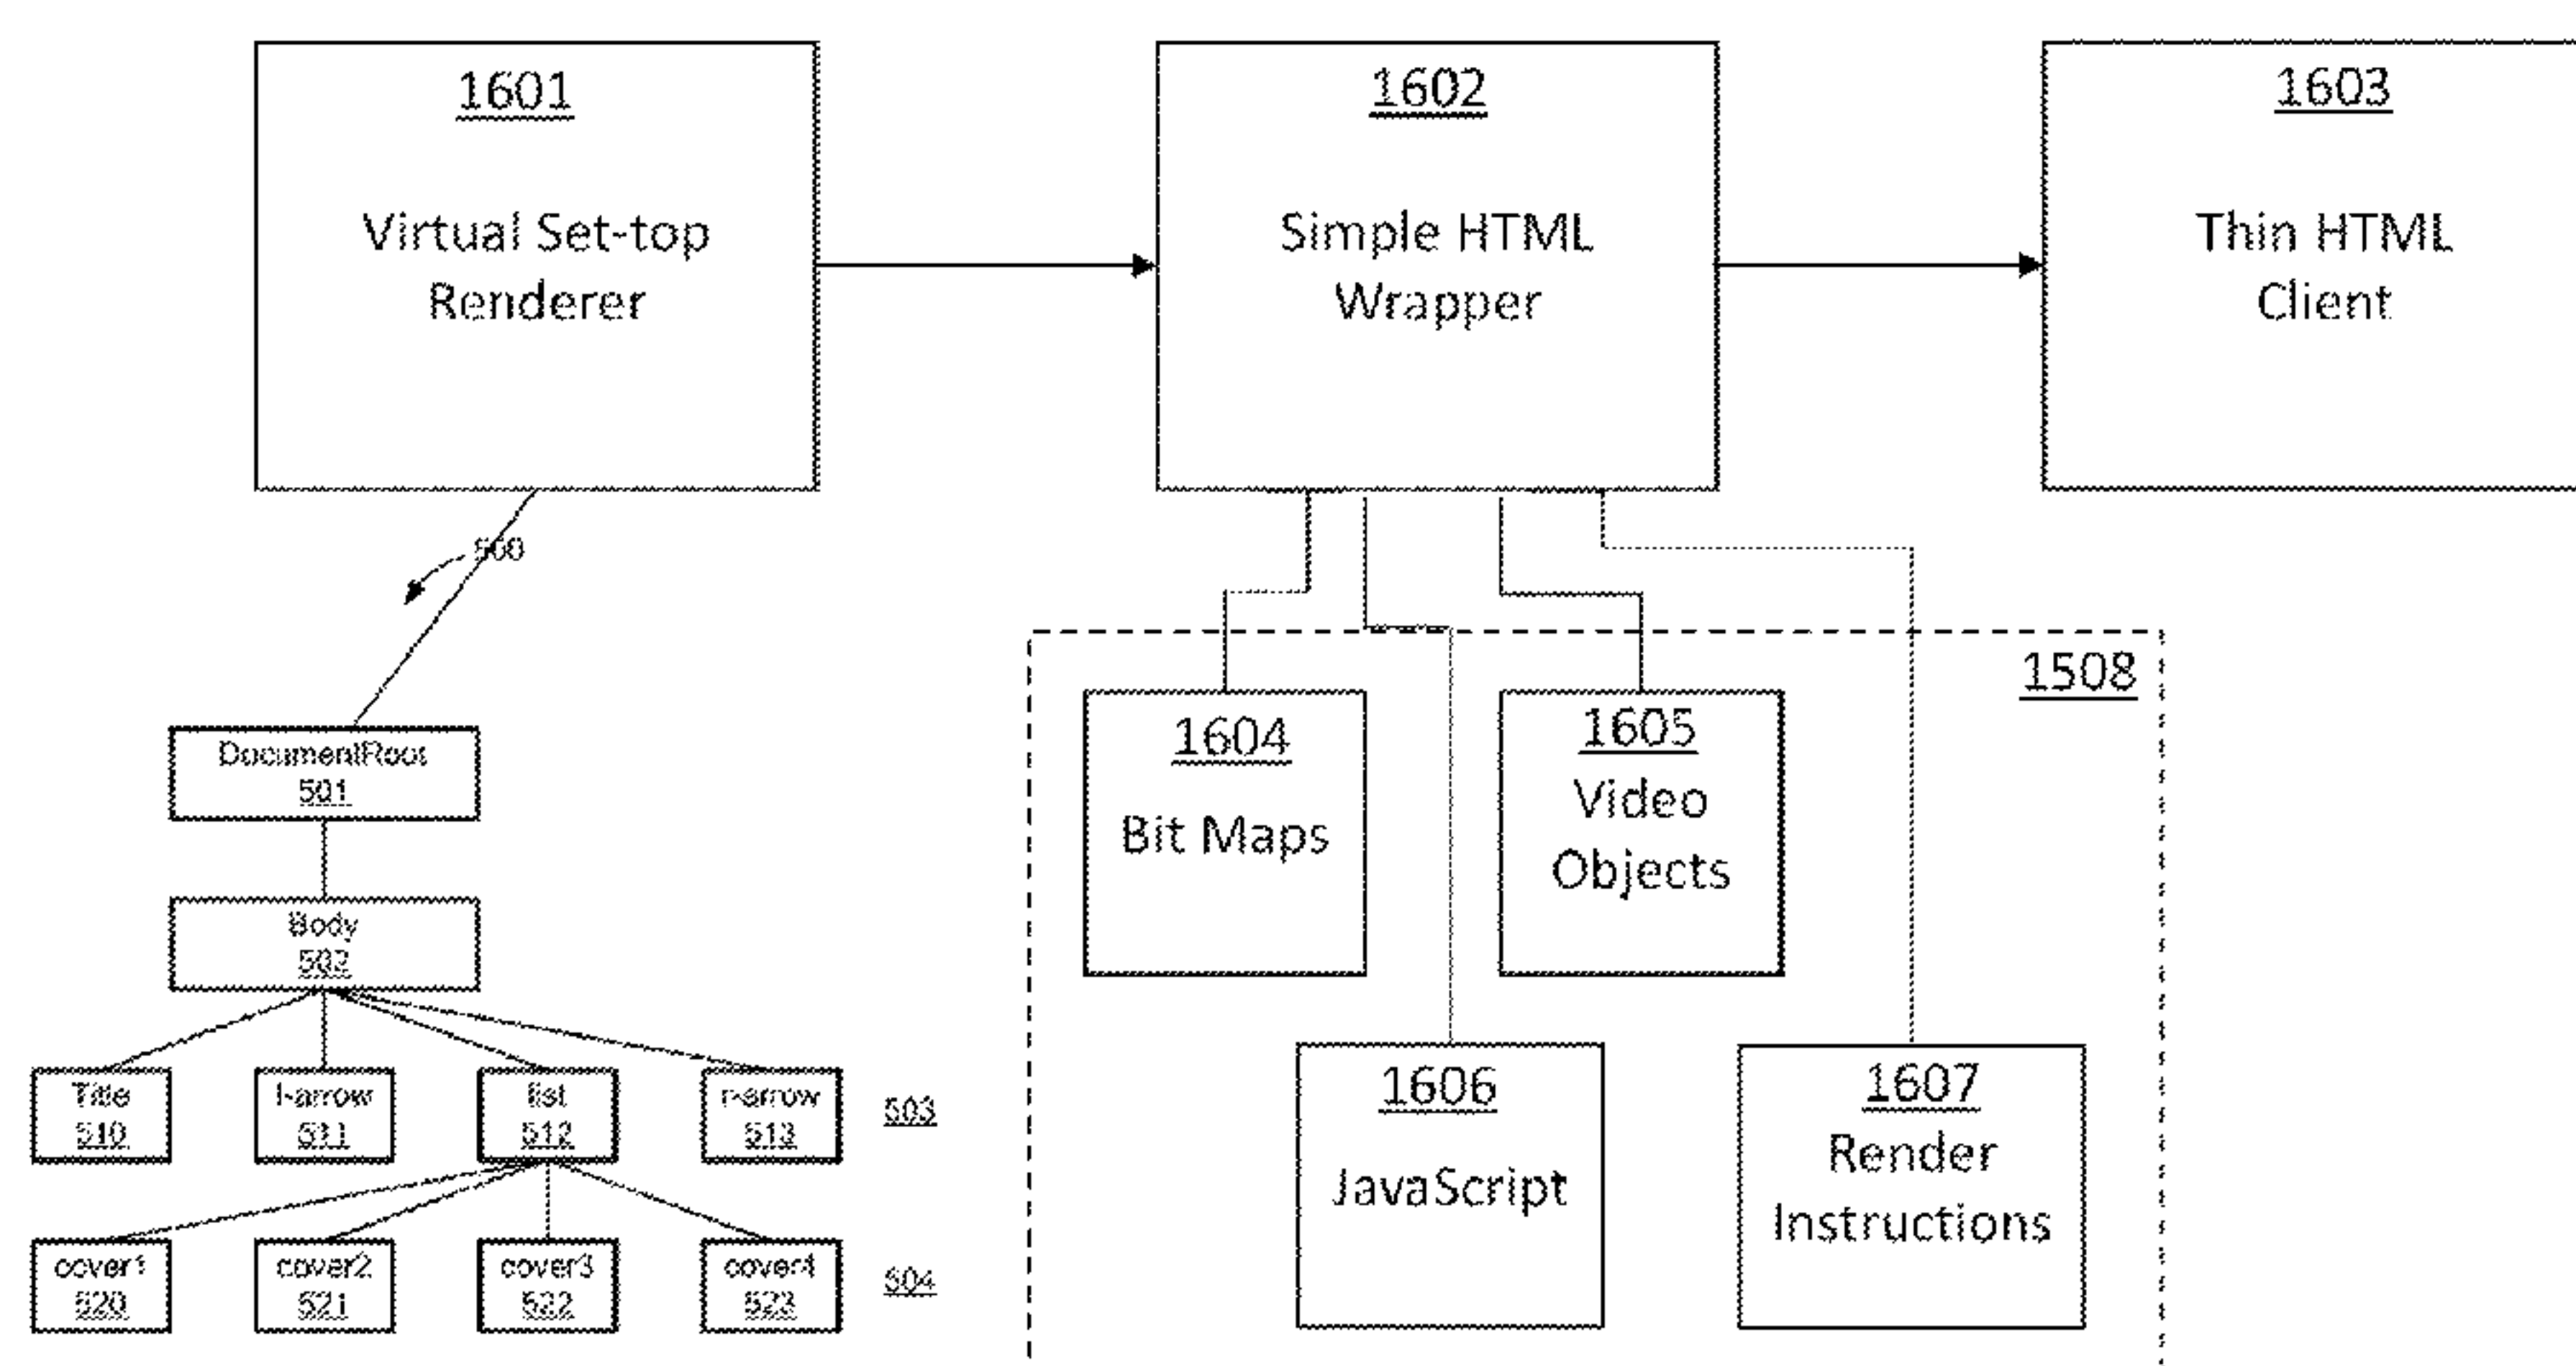 1601
Virtual Set-top
Renderer
1602
Simple HTML
Wrapper
1603
Thin HTML
Client
500
DocumentRoot
501
Body
502
Title
510
l-arrow
511
list
512
r-arrow
513
503
cover1
520
cover2
521
cover3
522
cover4
523
504
1508
1604
Bit Maps
1605
Video
Objects
1606
JavaScript
1607
Render
Instructions